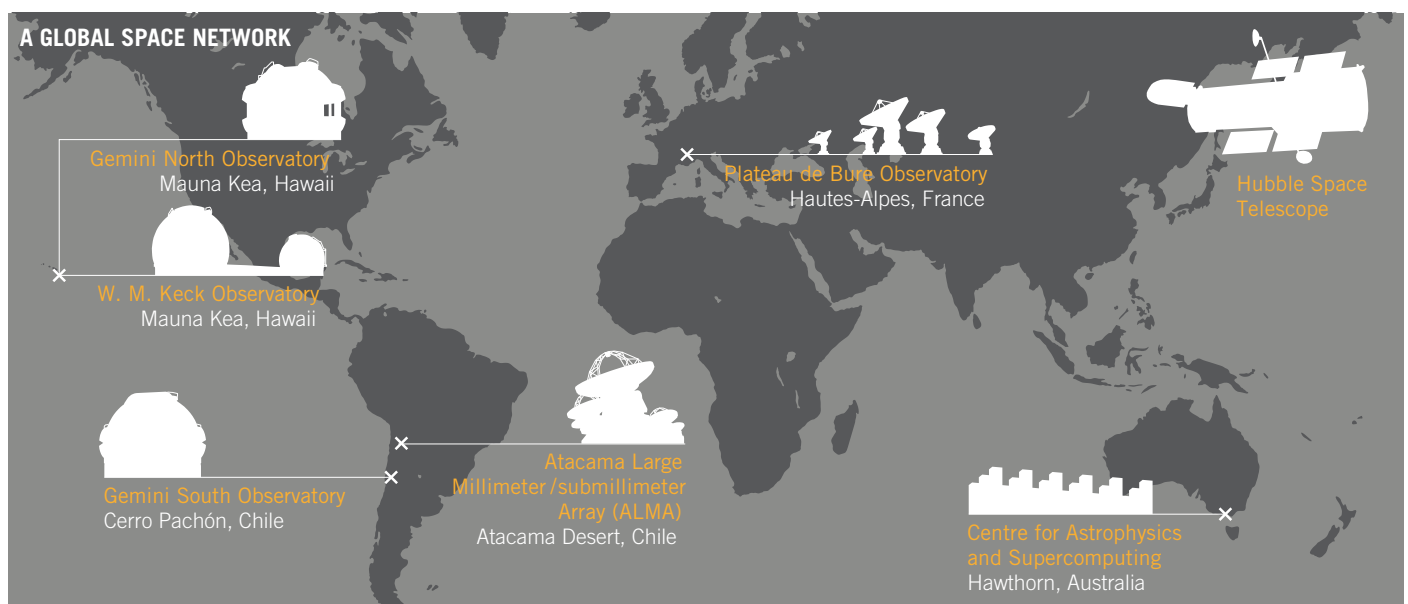 A GLOBAL SPACE NETWORK
Gemini North Observatory
Mauna Kea, Hawaii
W. M. Keck Observatory
Mauna Kea, Hawaii
Gemini South Observatory
Cerro Pachón, Chile
Atacama Large
Millimeter/submillimeter
Array (ALMA)
Atacama Desert, Chile
Plateau de Bure Observatory
Hautes-Alpes, France
Hubble Space
Telescope
Centre for Astrophysics
and Supercomputing
Hawthorn, Australia